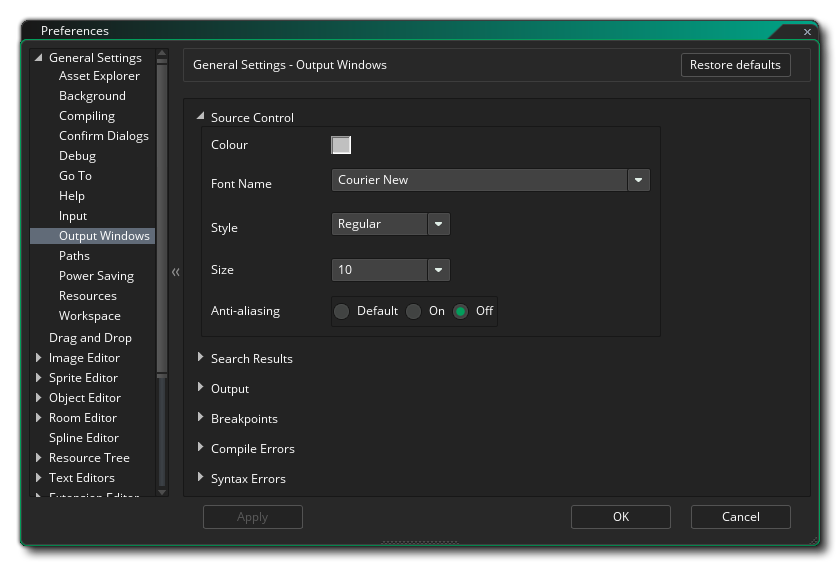 Preferences
General Settings
Asset Explorer
Background
Compiling
Confirm Dialogs
Debug
Go To
Help
Input
Output Windows
Paths
Power Saving
Resources
Workspace
Drag and Drop
Image Editor
Sprite Editor
Object Editor
Room Editor
Spline Editor
Resource Tree
Text Editors
Extension Editor
General Settings - Output Windows
Restore defaults
Source Control
Colour
Font Name
Courier New
Style
Regular
Size
10
Anti-aliasing
Default
On
Off
Search Results
Output
Breakpoints
Compile Errors
Syntax Errors
Apply
OK
Cancel